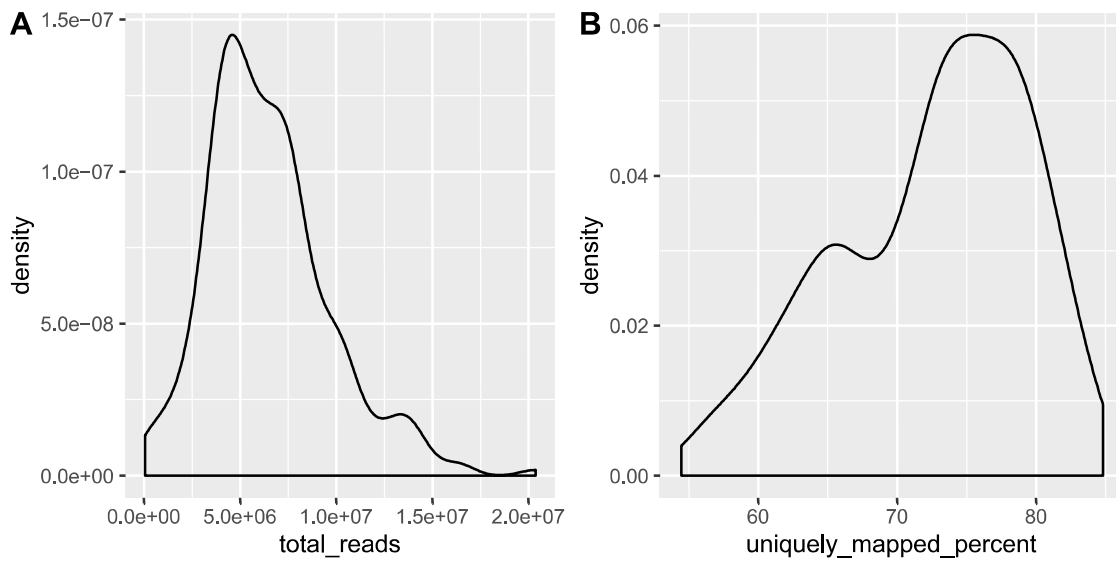 A
density
1.5e−07
1.0e−07
5.0e−08
0.0e+00
0.0e+00 5.0e+06 1.0e+07 1.5e+07 2.0e+07
total_reads
B
density
0.06
0.04
0.02
0.00
60 70 80
uniquely_mapped_percent